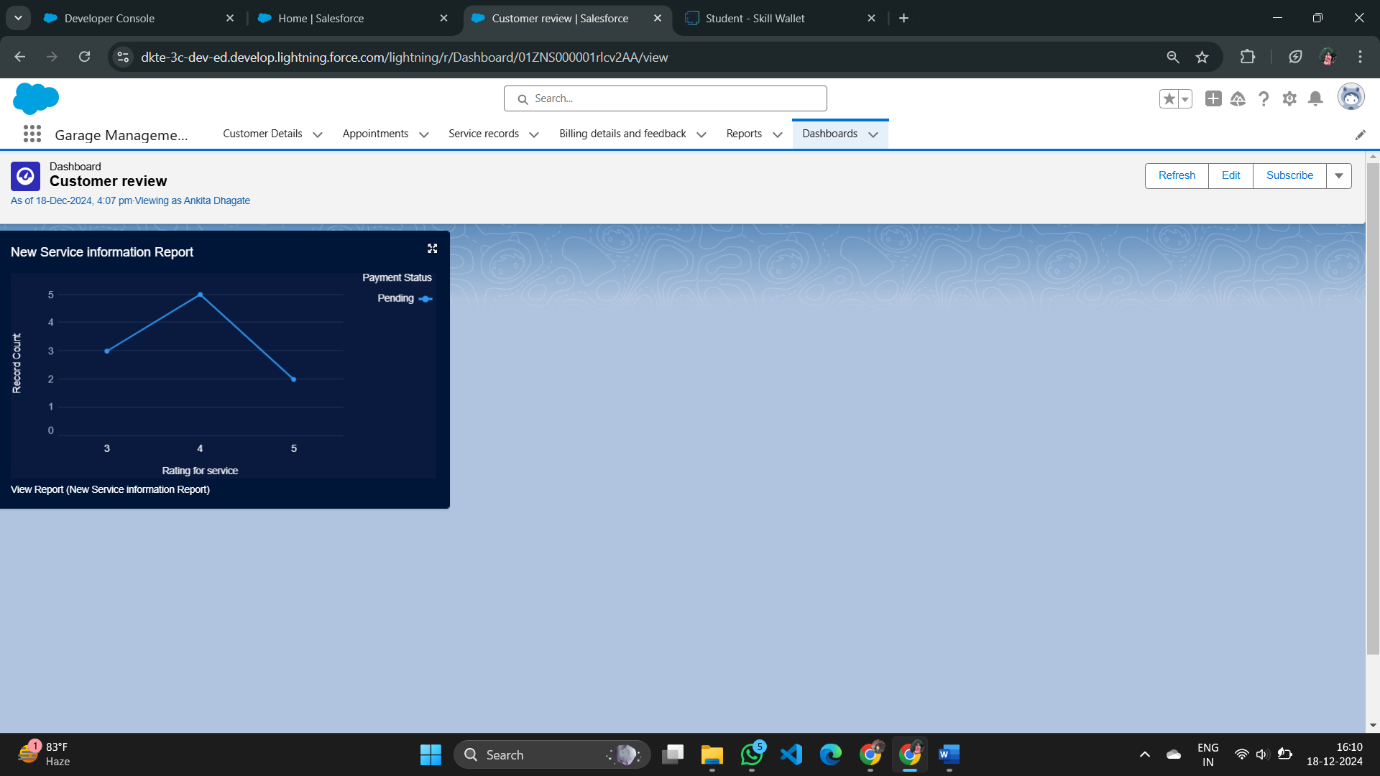 Developer Console
Home | Salesforce
Customer review | Salesforce
Student - Skill Wallet
dkte-3c-dev-ed.develop.lightning.force.com/lightning/r/Dashboard/01ZNS000001rlcv2AA/view
Search...
Garage Manageme...
Customer Details
Appointments
Service records
Billing details and feedback
Reports
Dashboards
Dashboard
Customer review
As of 18-Dec-2024, 4:07 pm·Viewing as Ankita Dhagate
Refresh
Edit
Subscribe
New Service information Report
Payment Status
Pending
Record Count
5
4
3
2
1
0
3 4 5
Rating for service
View Report (New Service information Report)
1
83°F
Haze
Search
5
ENG
IN
16:10
18-12-2024